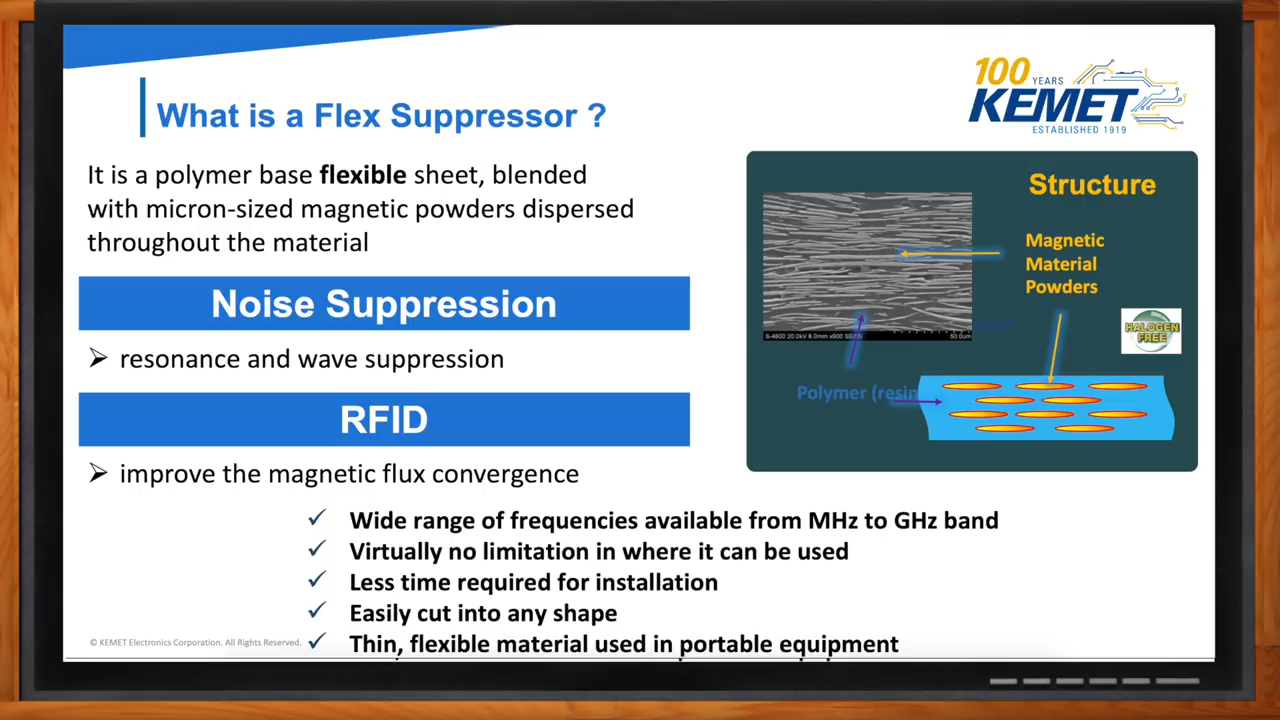 100 YEARS
KEMET
ESTABLISHED 1919
What is a Flex Suppressor ?
It is a polymer base flexible sheet, blended
with micron-sized magnetic powders dispersed
throughout the material
Noise Suppression
➢ resonance and wave suppression
RFID
➢ improve the magnetic flux convergence
Structure
Magnetic
Material
Powders
HALOGEN
FREE
Polymer (resin
✓ Wide range of frequencies available from MHz to GHz band
✓ Virtually no limitation in where it can be used
✓ Less time required for installation
✓ Easily cut into any shape
✓ Thin, flexible material used in portable equipment
© KEMET Electronics Corporation. All Rights Reserved.